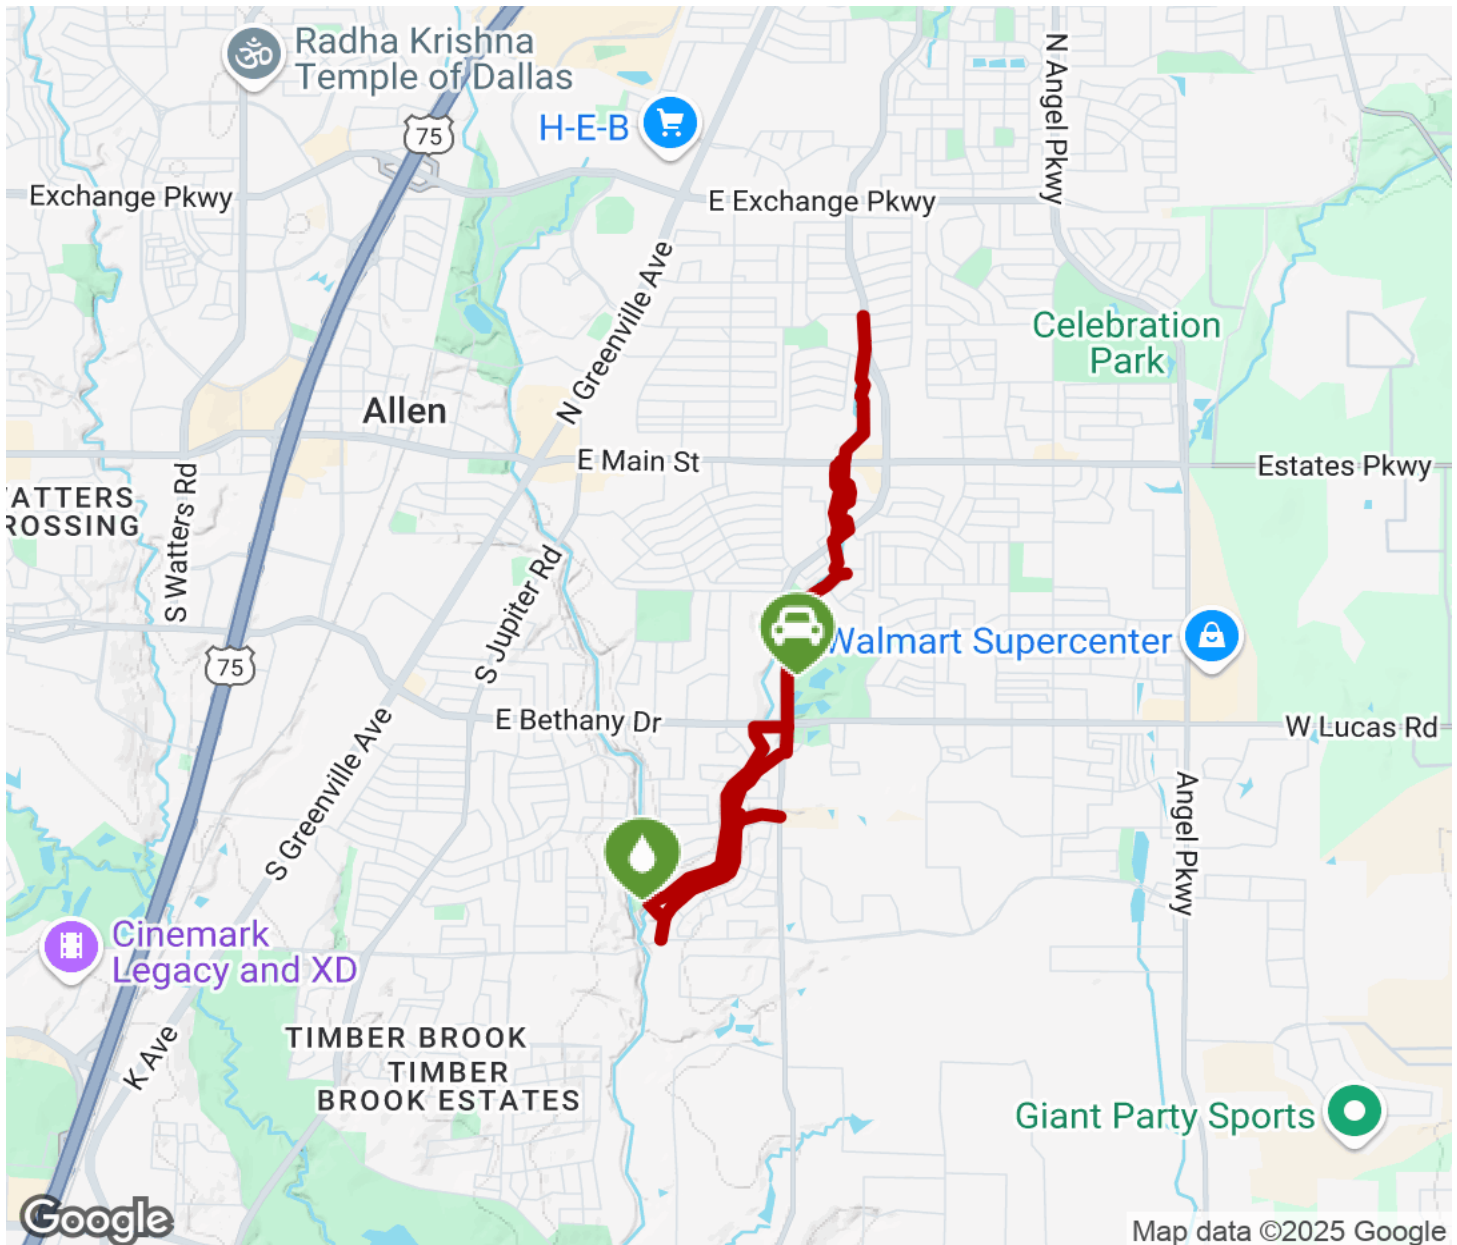 Radha Krishna
Temple of Dallas
N Angel Pkwy
75
H-E-B
Exchange Pkwy
E Exchange Pkwy
N Greenville Ave
Celebration
Park
Allen
E Main St
Estates Pkwy
ATTERS
ROSSING
S Watters Rd
S Jupiter Rd
Walmart Supercenter
75
E Bethany Dr
W Lucas Rd
S Greenville Ave
Angel Pkwy
Cinemark
Legacy and XD
TIMBER BROOK
TIMBER
BROOK ESTATES
K Ave
Giant Party Sports
Google
Map data ©2025 Google